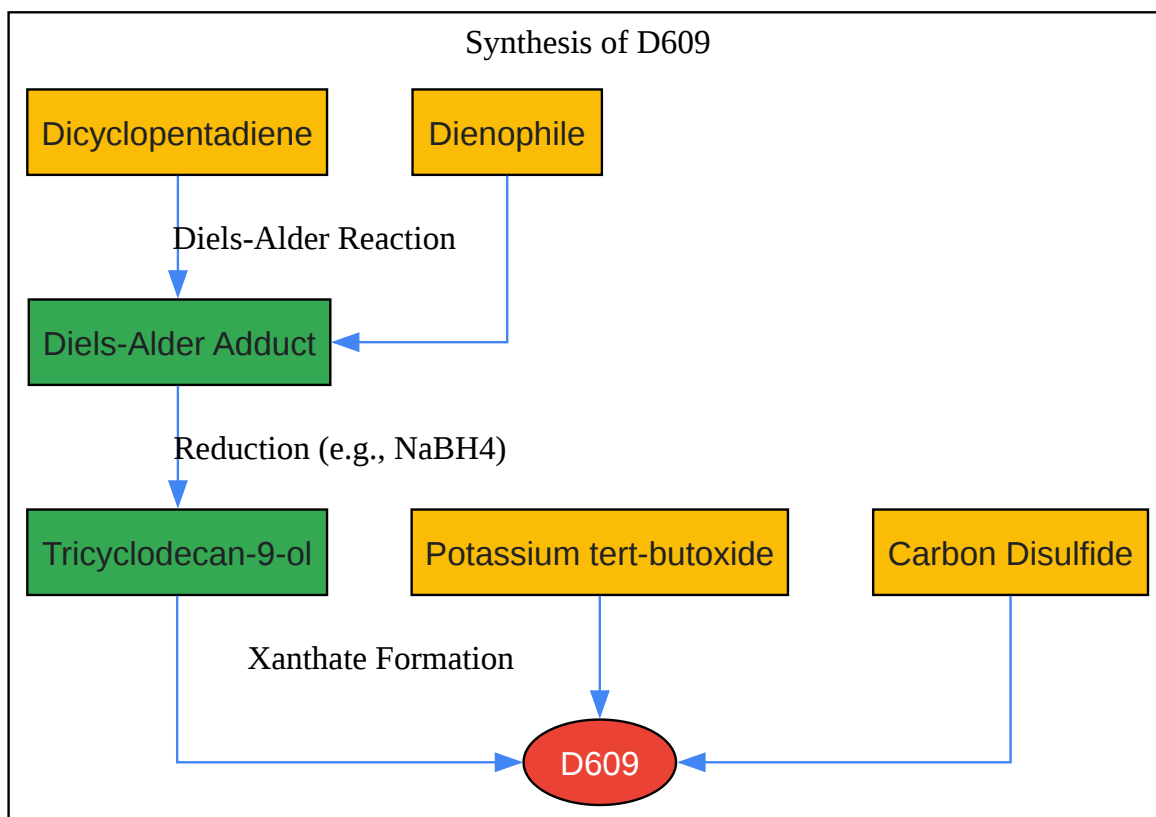 Synthesis of D609
Dicyclopentadiene
Dienophile
Diels-Alder Reaction
Diels-Alder Adduct
Reduction (e.g., NaBH4)
Tricyclodecan-9-ol
Potassium tert-butoxide
Carbon Disulfide
Xanthate Formation
D609